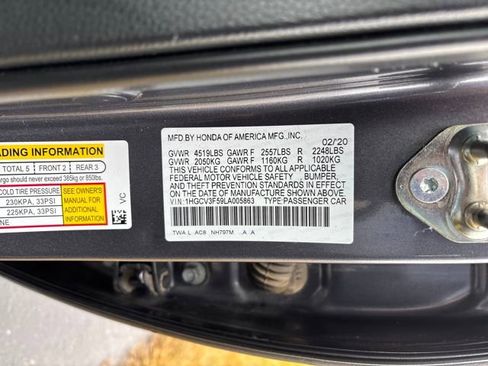 MFD.BY HONDA OF AMERICA MFG.,INC.
02/20
GVWR 4519LBS GAWR F 2557LBS R 2248LBS
GVWR 2050KG GAWR F 1160KG R 1020KG
THIS VEHICLE CONFORMS TO ALL APPLICABLE
FEDERAL MOTOR VEHICLE SAFETY , BUMPER,
AND THEFT PREVENTION STANDARDS IN EFFECT
ON THE DATE OF MANUFACTURE SHOWN ABOVE.
V I N: 1HGCV3F59LA005863 TYPE PASSENGER CAR
TWA L AC8 NH797M .A .A
ADING INFORMATION
TOTAL 5 FRONT 2 REAR 3
argo should never exceed 385kg or 850lbs.
COLD TIRE PRESSURE
230KPA, 33PSI
225KPA, 33PSI
NE
SEE OWNER'S
MANUAL FOR
ADDITIONAL
INFORMATION
VC